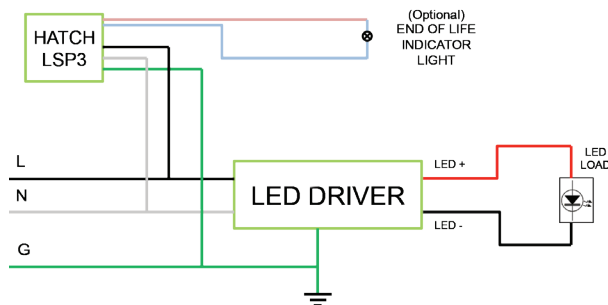 HATCH
LSP3
(Optional)
END OF LIFE
INDICATOR
LIGHT
L
N
G
LED DRIVER
LED +
LED -
LED
LOAD